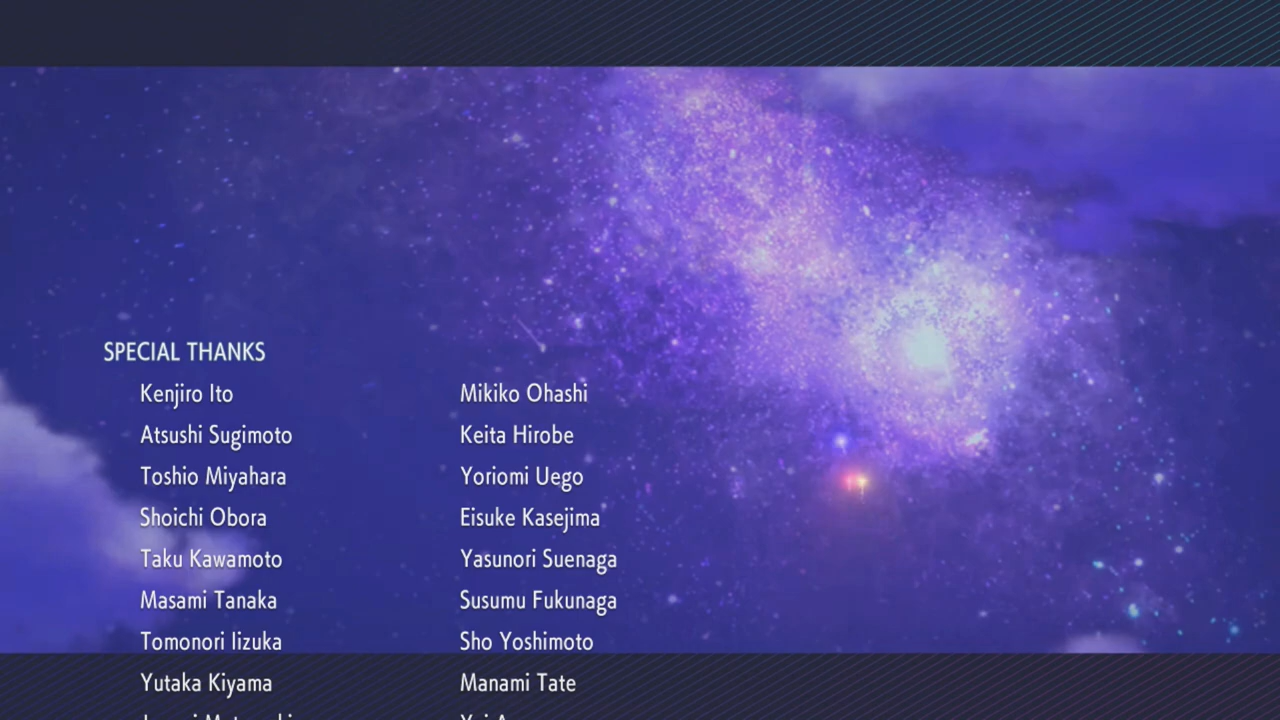 SPECIAL THANKS
Kenjiro Ito Mikiko Ohashi
Atsushi Sugimoto Keita Hirobe
Toshio Miyahara Yoriomi Uego
Shoichi Obora Eisuke Kasejima
Taku Kawamoto Yasunori Suenaga
Masami Tanaka Susumu Fukunaga
Tomonori Iizuka Sho Yoshimoto
Yutaka Kiyama Manami Tate